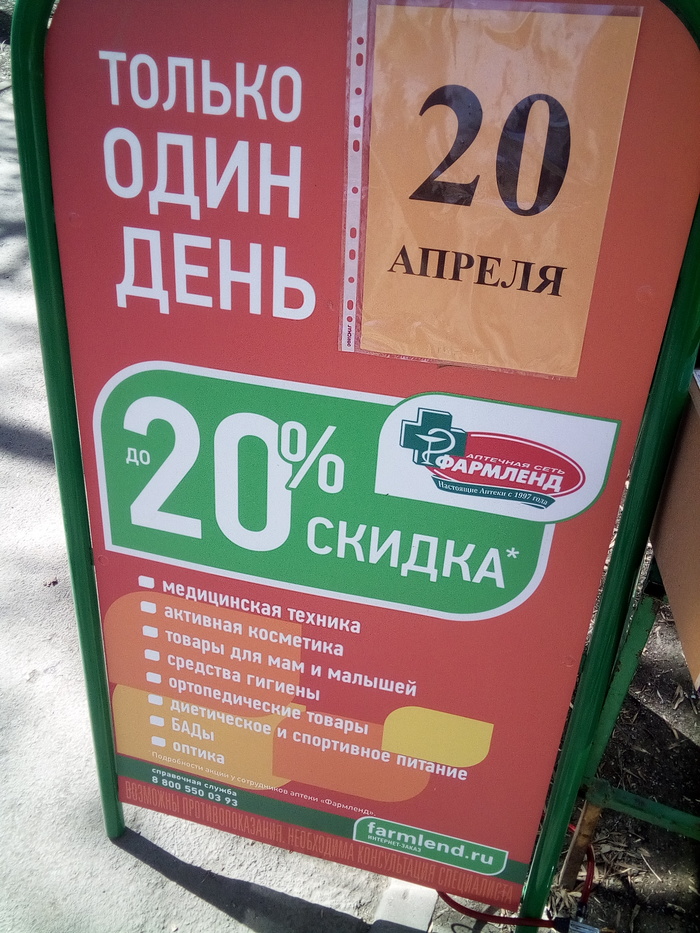 ТОЛЬКО
ОДИН
ДЕНЬ
20
АПРЕЛЯ
до 20% СКИДКА*
АПТЕЧНАЯ СЕТЬ
ФАРМЛЕНД
Настоящие Аптеки с 1997 года
медицинская техника
активная косметика
товары для мам и малышей
средства гигиены
ортопедические товары
диетическое и спортивное питание
БАДы
оптика
Подробности акции у сотрудников аптеки «Фармленд».
справочная служба
8 800 550 03 93
farmlend.ru
ИНТЕРНЕТ-ЗАКАЗ
ВОЗМОЖНЫ ПРОТИВОПОКАЗАНИЯ, НЕОБХОДИМА КОНСУЛЬТАЦИЯ СПЕЦИАЛИСТА